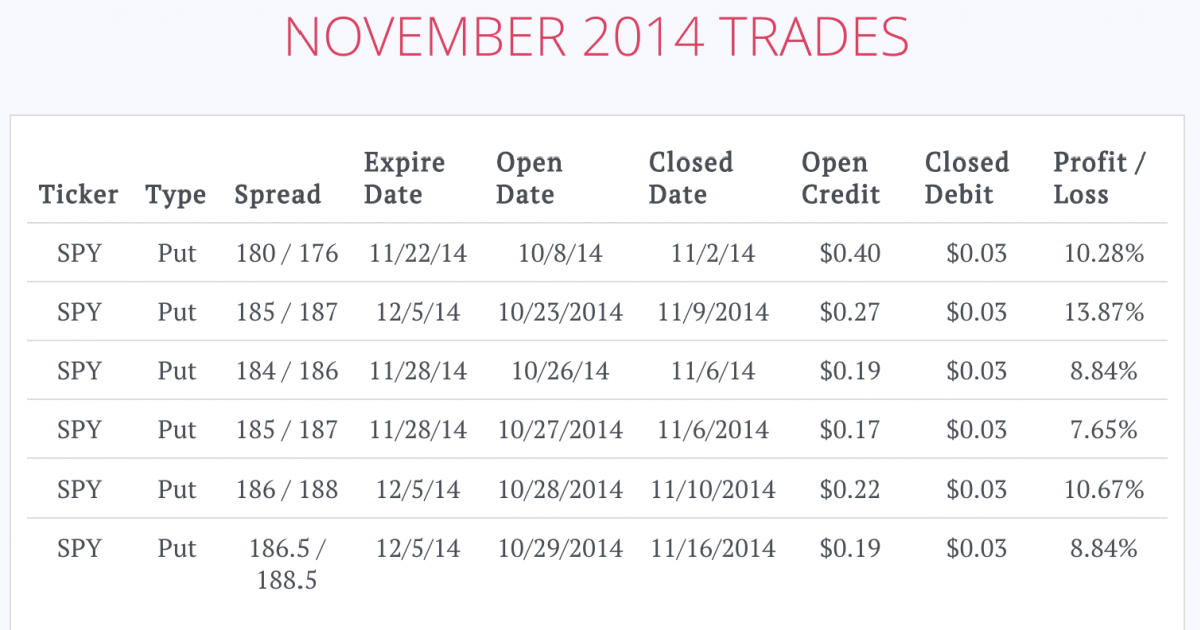 NOVEMBER 2014 TRADES
Expire Open Closed Open Closed Profit /
Ticker Type Spread Date Date Date Credit Debit Loss
SPY Put 180 / 176 11/22/14 10/8/14 11/2/14 $0.40 $0.03 10.28%
SPY Put 185 / 187 12/5/14 10/23/2014 11/9/2014 $0.27 $0.03 13.87%
SPY Put 184 / 186 11/28/14 10/26/14 11/6/14 $0.19 $0.03 8.84%
SPY Put 185 / 187 11/28/14 10/27/2014 11/6/2014 $0.17 $0.03 7.65%
SPY Put 186 / 188 12/5/14 10/28/2014 11/10/2014 $0.22 $0.03 10.67%
SPY Put 186.5 / 12/5/14 10/29/2014 11/16/2014 $0.19 $0.03 8.84%
188.5